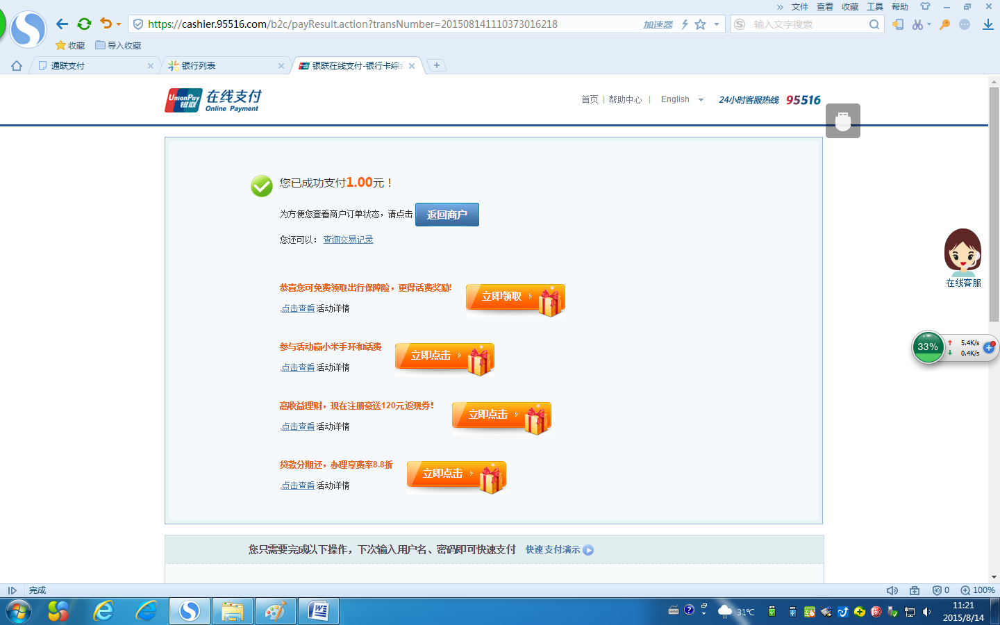 » 文件 查看 收藏 工具 帮助
https://cashier.95516.com/b2c/payResult.action?transNumber=201508141110373016218
加速器
输入文字搜索
收藏 导入收藏
通联支付
银行列表
银联在线支付-银行卡综合
UnionPay 银联 在线支付 Online Payment
首页 | 帮助中心 | English
24小时客服热线 95516
您已成功支付1.00元！
为方便您查看商户订单状态，请点击 返回商户
您还可以： 查询交易记录
恭喜您可免费领取出行保障险，更得话费奖励!
立即领取
.点击查看 活动详情
参与活动赢小米手环和话费
立即点击
.点击查看 活动详情
高收益理财，现在注册豪送120元返现券!
立即点击
.点击查看 活动详情
贷款分期还，办理享费率8.8折
立即点击
.点击查看 活动详情
在线客服
33%
5.4K/s
0.4K/s
您只需要完成以下操作，下次输入用户名、密码即可快速支付 快速支付演示
完成
0
100%
31℃
11:21
2015/8/14